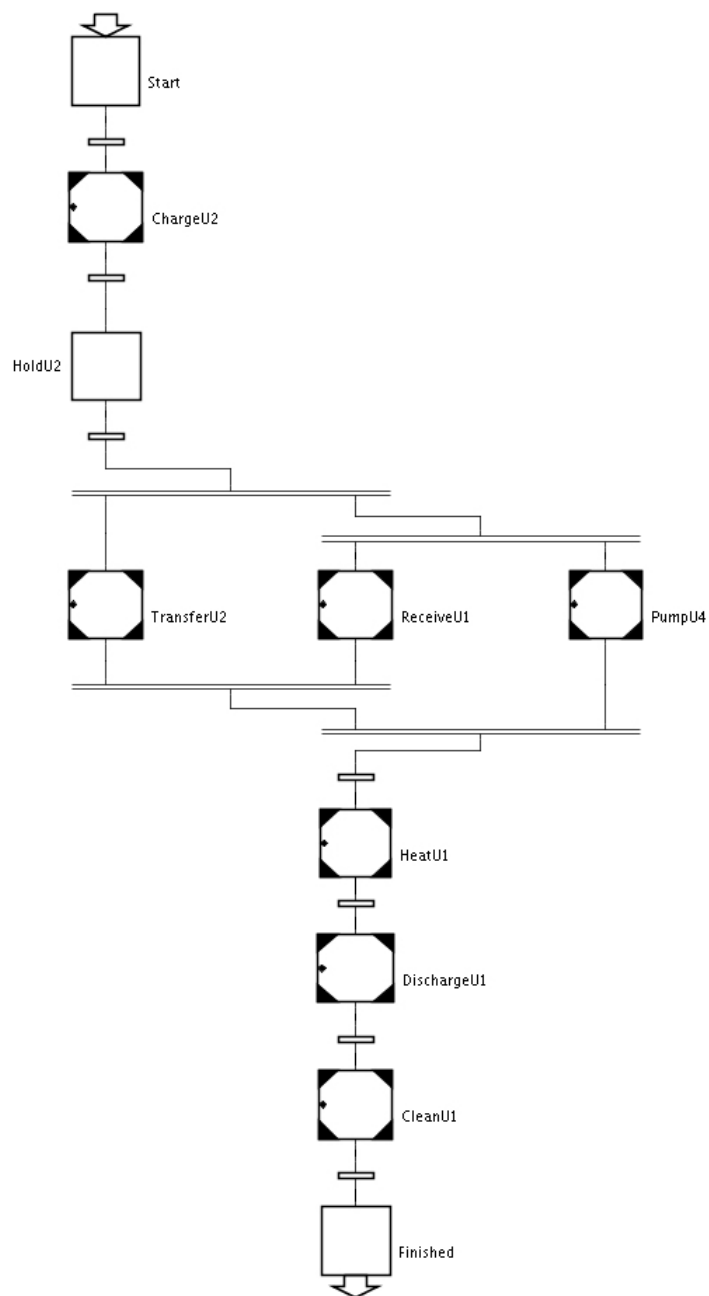 Start
ChargeU2
HoldU2
TransferU2
ReceiveU1
PumpU4
HeatU1
DischargeU1
CleanU1
Finished